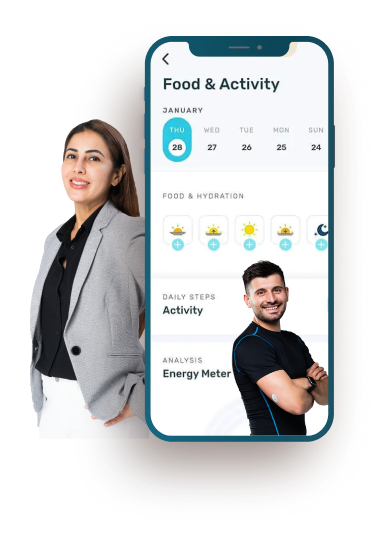 Food & Activity
JANUARY
THU WED TUE MON SUN
28 27 26 25 24
FOOD & HYDRATION
DAILY STEPS
Activity
ANALYSIS
Energy Meter